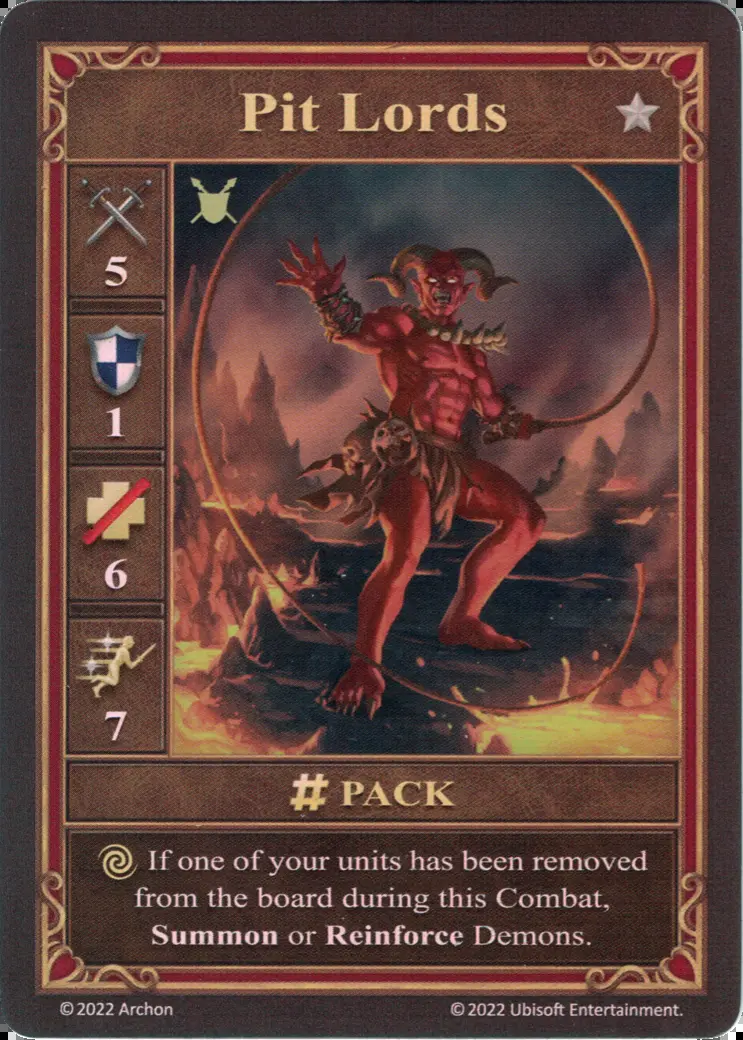 Pit Lords
5
1
6
7
# PACK
If one of your units has been removed
from the board during this Combat,
Summon or Reinforce Demons.
© 2022 Archon
© 2022 Ubisoft Entertainment.